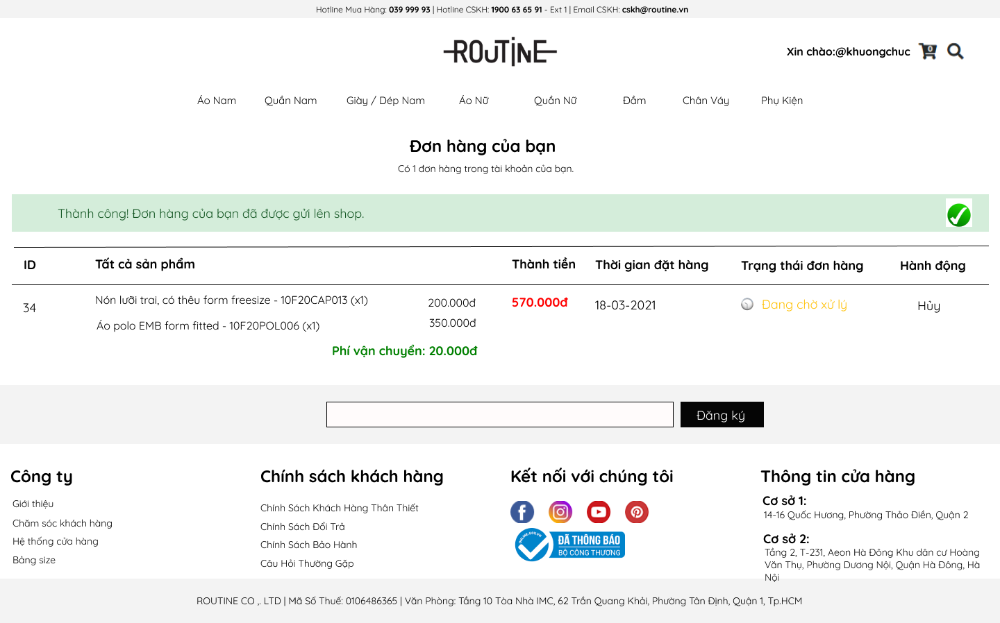 Hotline Mua Hàng: 039 999 93 | Hotline CSKH: 1900 63 65 91 - Ext 1 | Email CSKH: cskh@routine.vn
ROUTINE
Xin chào:@khuongchuc 0
Áo Nam Quần Nam Giày / Dép Nam Áo Nữ Quần Nữ Đầm Chân Váy Phụ Kiện
Đơn hàng của bạn
Có 1 đơn hàng trong tài khoản của bạn.
Thành công! Đơn hàng của bạn đã được gửi lên shop.
ID Tất cả sản phẩm Thành tiền Thời gian đặt hàng Trạng thái đơn hàng Hành động
34 Nón lưỡi trai, có thêu form freesize - 10F20CAP013 (x1) 200.000đ 570.000đ 18-03-2021 Đang chờ xử lý Hủy
Áo polo EMB form fitted - 10F20POL006 (x1) 350.000đ
Phí vận chuyển: 20.000đ
Đăng ký
Công ty
Giới thiệu
Chăm sóc khách hàng
Hệ thống cửa hàng
Bảng size
Chính sách khách hàng
Chính Sách Khách Hàng Thân Thiết
Chính Sách Đổi Trả
Chính Sách Bảo Hành
Câu Hỏi Thường Gặp
Kết nối với chúng tôi
ONLINE.GOV.VN
ĐÃ THÔNG BÁO
BỘ CÔNG THƯƠNG
Thông tin cửa hàng
Cơ sở 1:
14-16 Quốc Hương, Phường Thảo Điền, Quận 2
Cơ sở 2:
Tầng 2, T-231, Aeon Hà Đông Khu dân cư Hoàng
Văn Thụ, Phường Dương Nội, Quận Hà Đông, Hà
Nội
ROUTINE CO ,. LTD | Mã Số Thuế: 0106486365 | Văn Phòng: Tầng 10 Tòa Nhà IMC, 62 Trần Quang Khải, Phường Tân Định, Quận 1, Tp.HCM